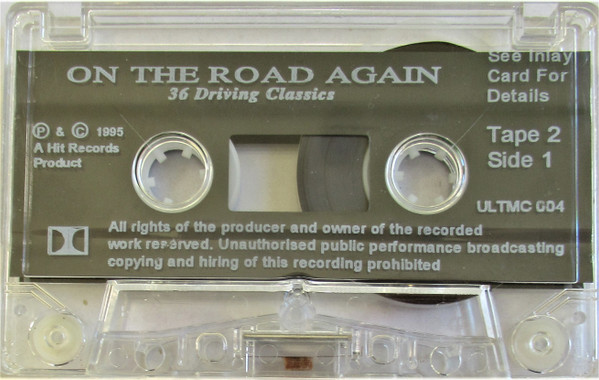 ON THE ROAD AGAIN
36 Driving Classics
See Inlay
Card For
Details
Ⓟ & © 1995
A Hit Records
Product
Tape 2
Side 1
ULTMC 004
All rights of the producer and owner of the recorded
work reserved. Unauthorised public performance broadcasting
copying and hiring of this recording prohibited